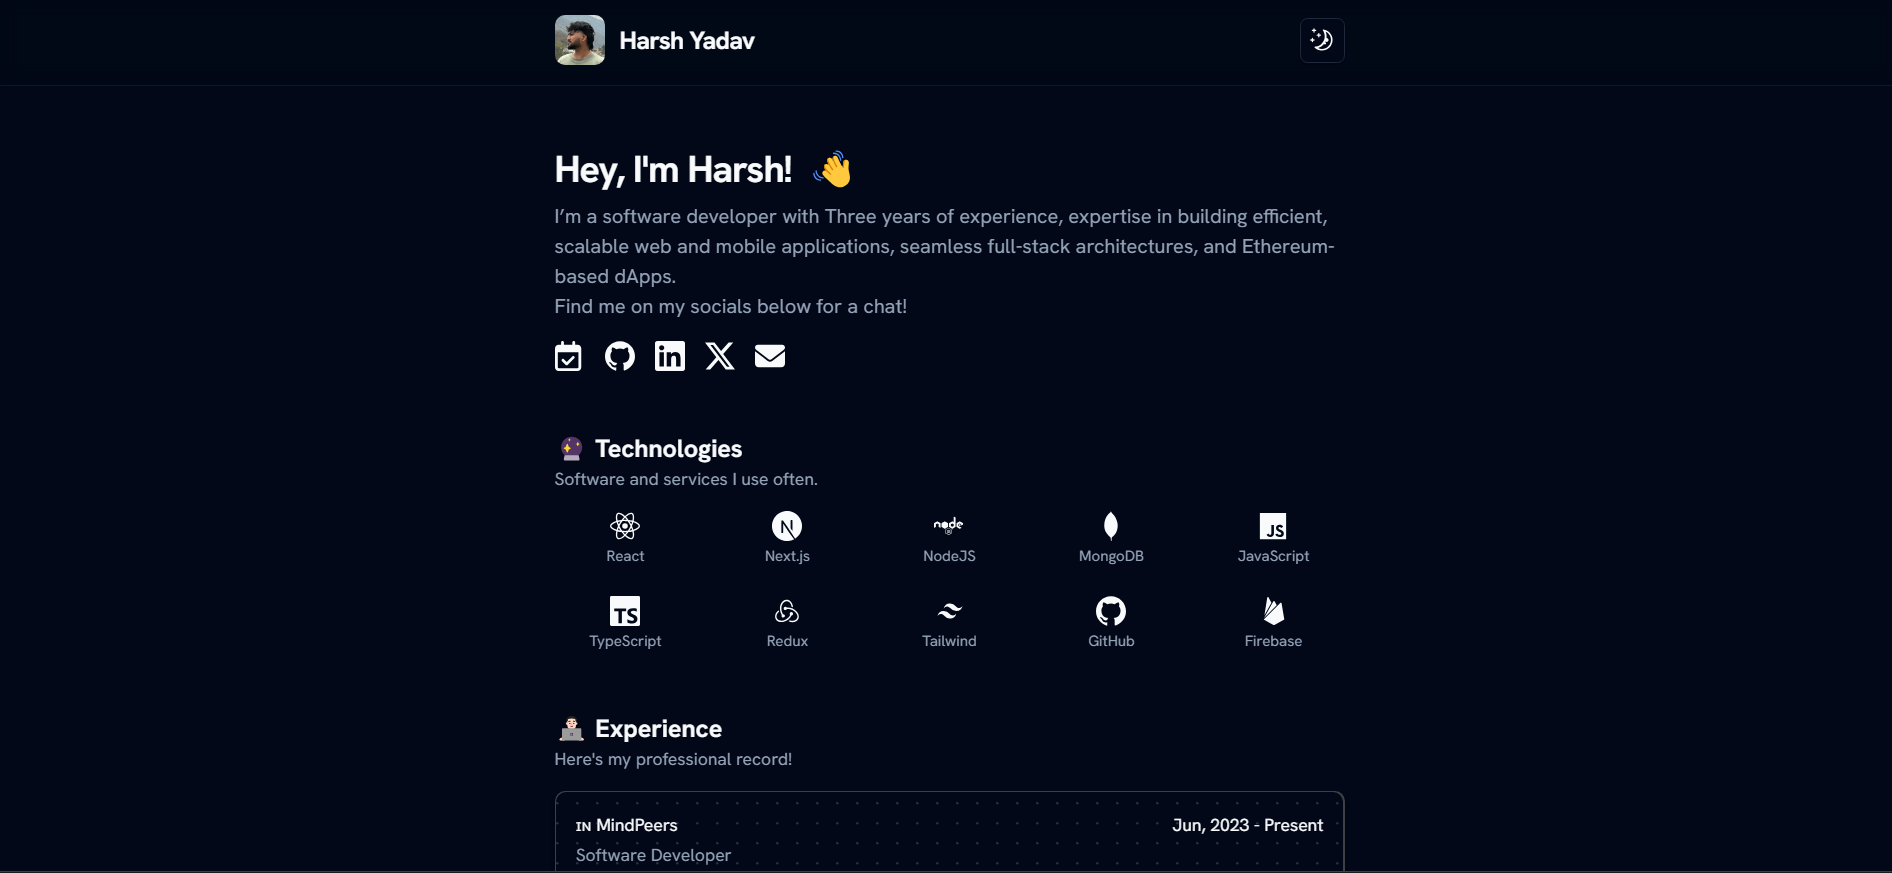 Harsh Yadav
Hey, I'm Harsh! 👋
I’m a software developer with Three years of experience, expertise in building efficient,
scalable web and mobile applications, seamless full-stack architectures, and Ethereum-
based dApps.
Find me on my socials below for a chat!
in
X
🔮 Technologies
Software and services I use often.
N
node
JS
JS
React
Next.js
NodeJS
MongoDB
JavaScript
TS
TypeScript
Redux
Tailwind
GitHub
Firebase
👨🏻‍💻 Experience
Here's my professional record!
IN MindPeers
Jun, 2023 - Present
Software Developer